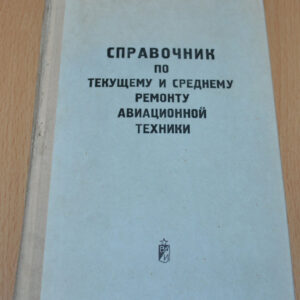 СПРАВОЧНИК
ПО
ТЕКУЩЕМУ И СРЕДНЕМУ
РЕМОНТУ
АВИАЦИОННОЙ
ТЕХНИКИ